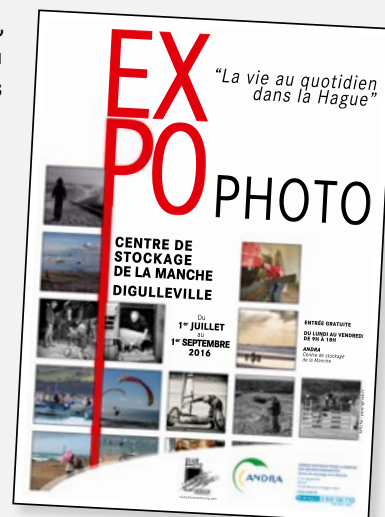 EX
PO PHOTO
“La vie au quotidien
dans la Hague”
CENTRE DE
STOCKAGE
DE LA MANCHE
DIGULLEVILLE
Du
1er JUILLET
au
1er SEPTEMBRE
2016
ENTRÉE GRATUITE
DU LUNDI AU VENDREDI
DE 9H À 18H
ANDRA
Centre de stockage
de la Manche
ANDRA